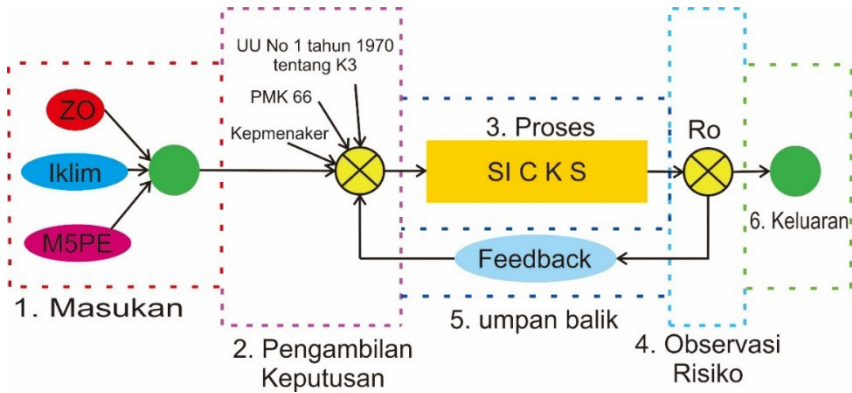 UU No 1 tahun 1970
tentang K3
PMK 66
Kepmenaker
ZO
Iklim
M5PE
1. Masukan
2. Pengambilan
Keputusan
3. Proses
SI C K S
Feedback
5. umpan balik
Ro
4. Observasi
Risiko
6. Keluaran